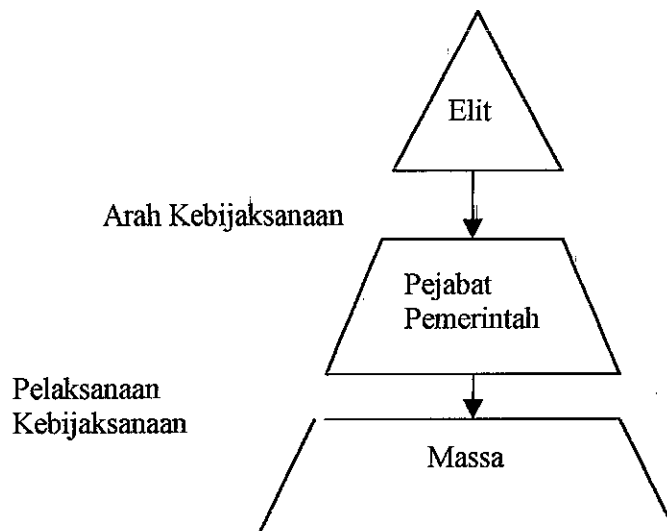 Elit
Arah Kebijaksanaan
Pejabat
Pemerintah
Pelaksanaan
Kebijaksanaan
Massa